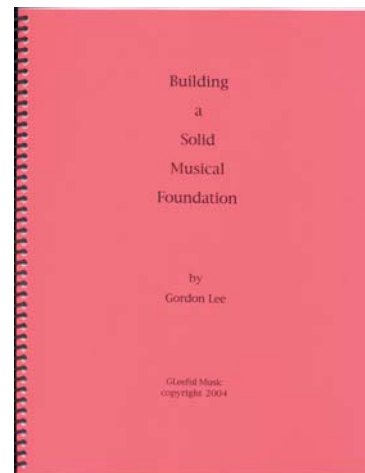 Building
a
Solid
Musical
Foundation
by
Gordon Lee
GLeeful Music
copyright 2004